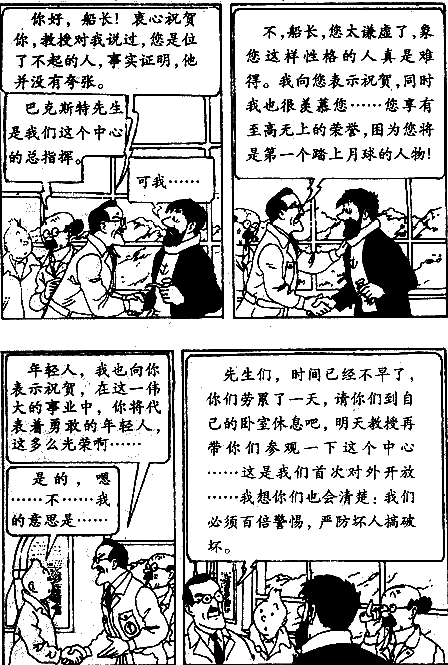 你好，船长！衷心祝贺
你，教授对我说过，您是位
了不起的人，事实证明，他
并没有夸张。
巴克斯特先生
是我们这个中心
的总指挥。
可我……
不，船长，您太谦虚了，象
您这样性格的人真是难
得。我向您表示祝贺，同时
我也很羡慕您……您享有
至高无上的荣誉，因为您将
是第一个踏上月球的人物！
年轻人，我也向你
表示祝贺，在这一伟
大的事业中，你将代
表着勇敢的年轻人，
这多么光荣啊……
是的，嗯
……不……我
的意思是……
先生们，时间已经不早了，
你们劳累了一天，请你们到自
己的卧室休息吧，明天教授再
带你们参观一下这个中心
……这是我们首次对外开放
……我想你们也会清楚：我们
必须百倍警惕，严防坏人搞破
坏。